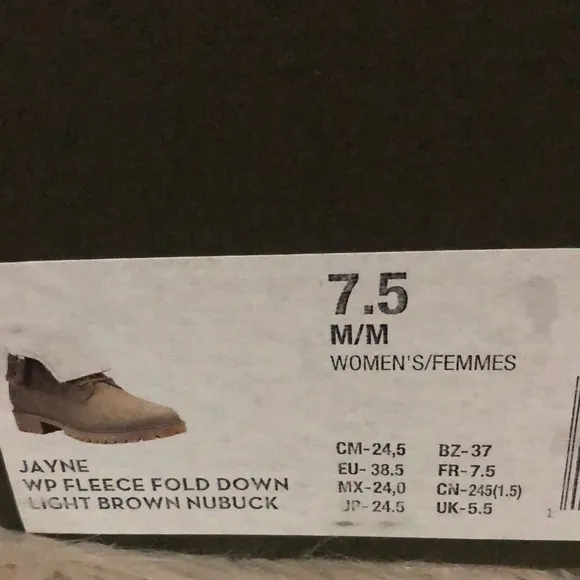 7.5
M/M
WOMEN'S/FEMMES
JAYNE
WP FLEECE FOLD DOWN
LIGHT BROWN NUBUCK
CM-24,5 BZ-37
EU-38.5 FR-7.5
MX-24,0 CN-245(1.5)
JP-24.5 UK-5.5
1